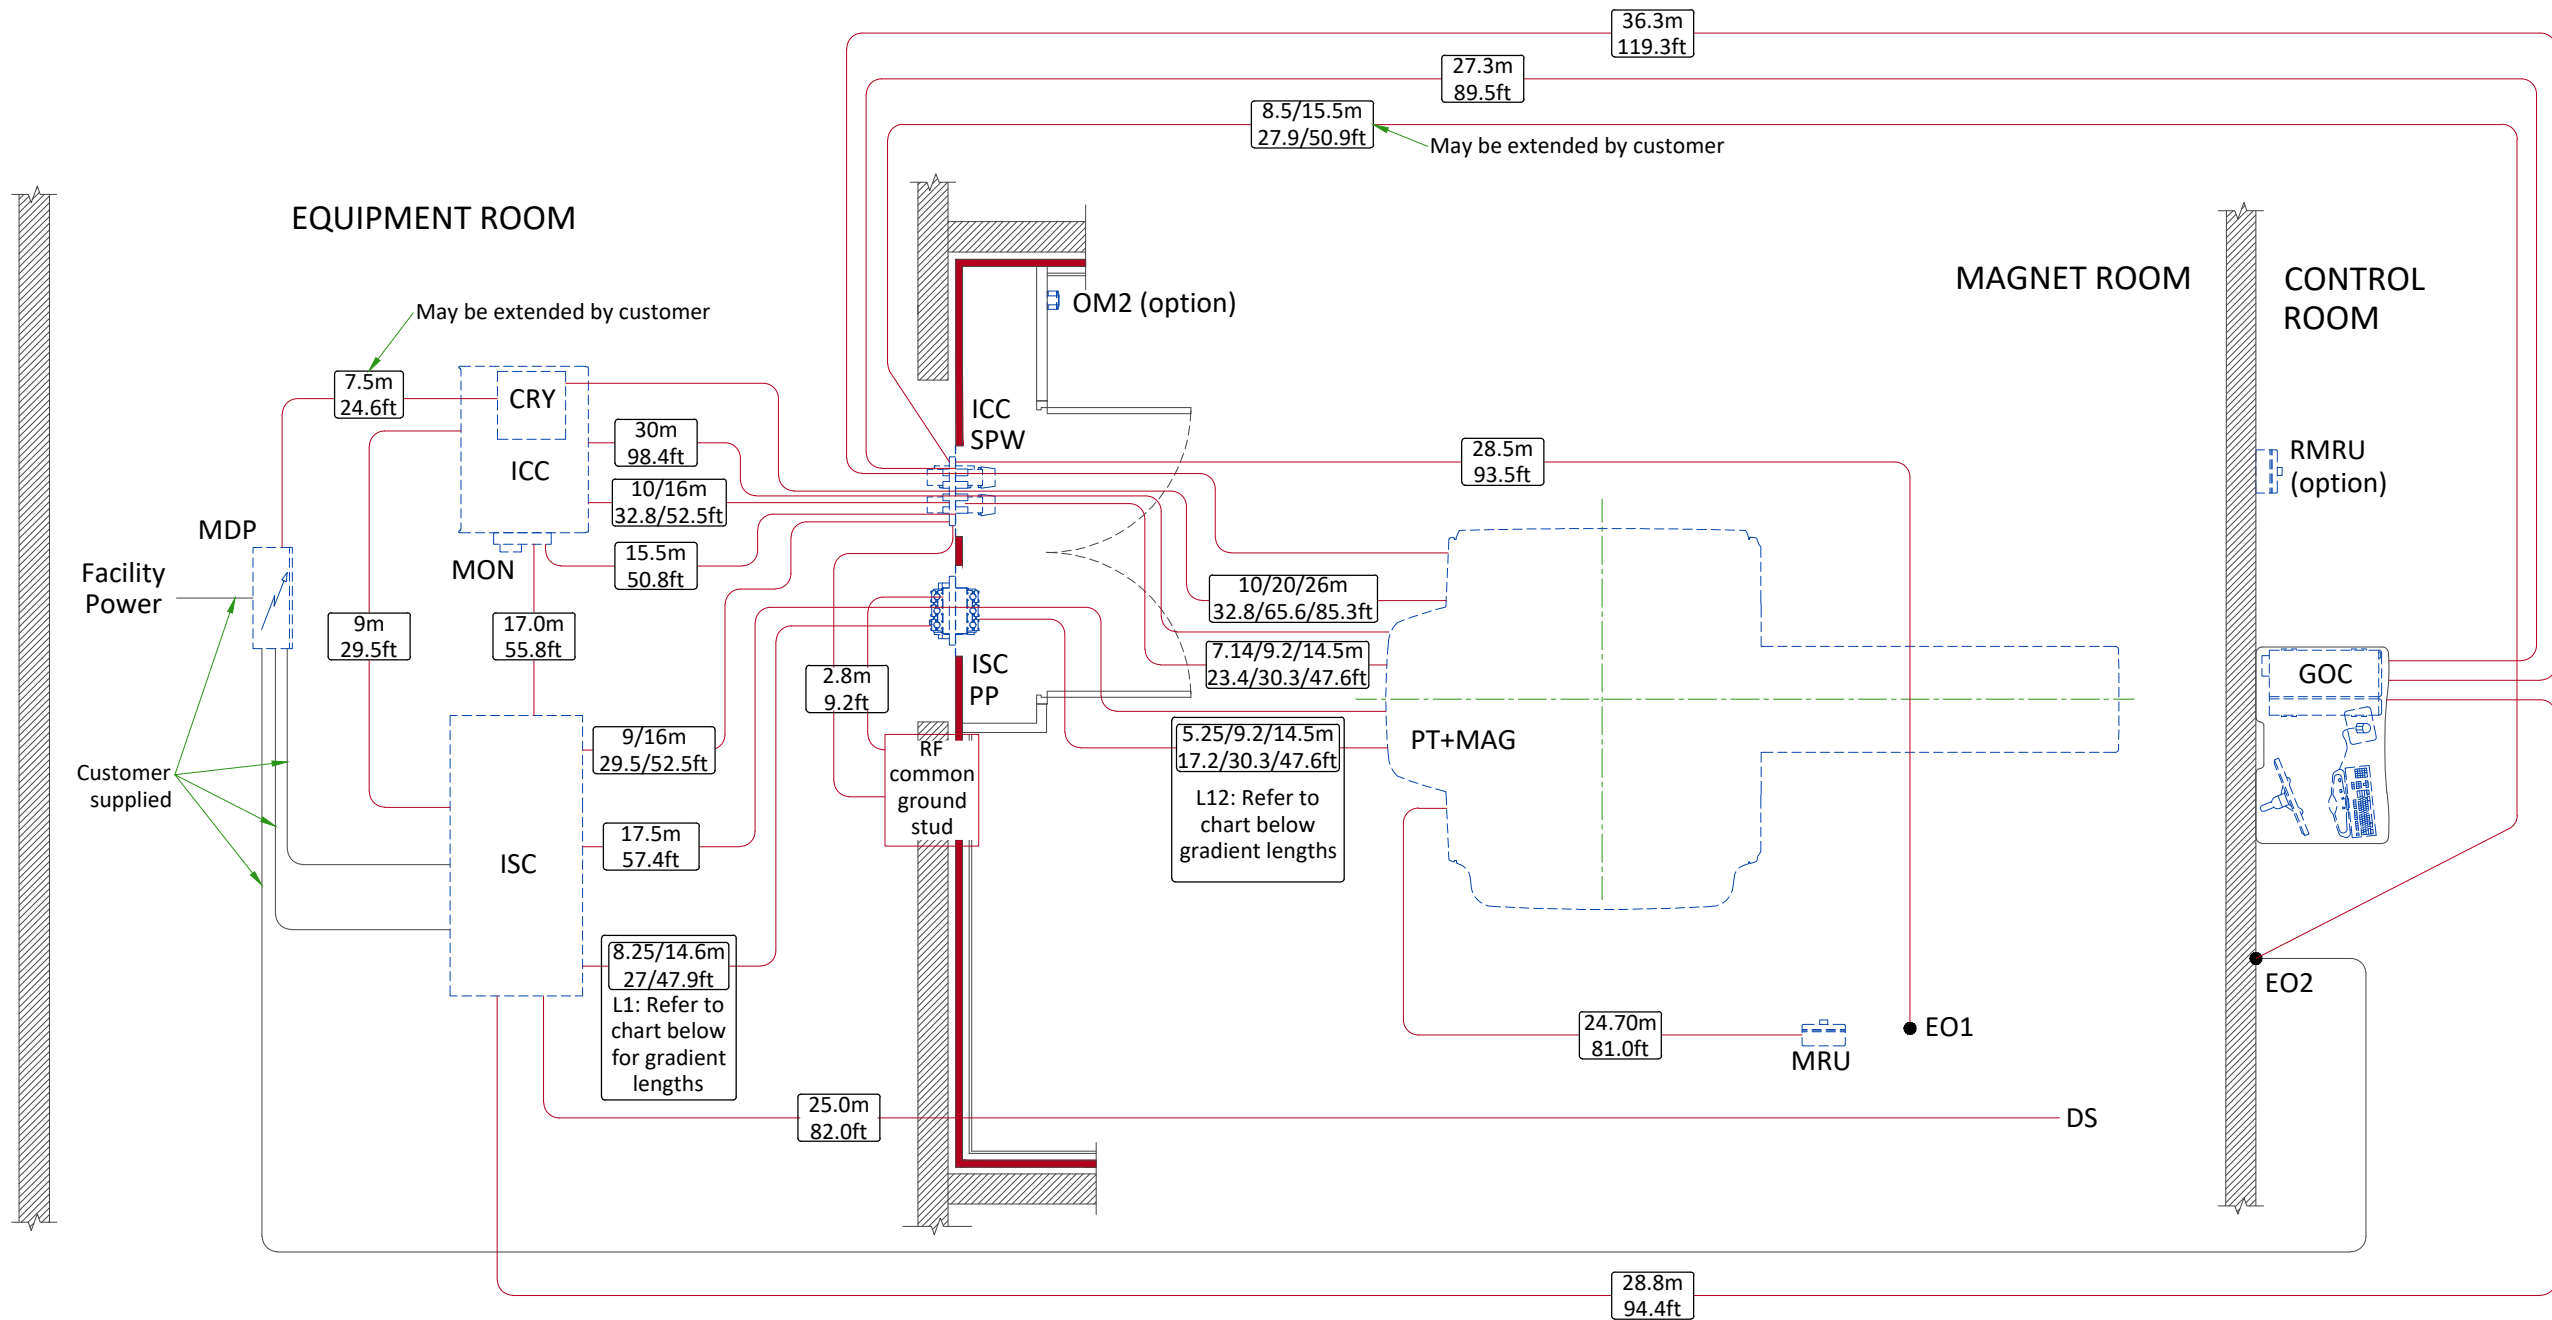 36.3m
119.3ft
27.3m
89.5ft
8.5/15.5m
27.9/50.9ft
May be extended by customer
EQUIPMENT ROOM
MAGNET ROOM
CONTROL
ROOM
OM2 (option)
May be extended by customer
7.5m
24.6ft
CRY
ICC
30m
98.4ft
10/16m
32.8/52.5ft
ICC
SPW
28.5m
93.5ft
RMRU
(option)
MDP
MON
15.5m
50.8ft
Facility
Power
10/20/26m
32.8/65.6/85.3ft
9m
29.5ft
17.0m
55.8ft
7.14/9.2/14.5m
23.4/30.3/47.6ft
ISC
PP
2.8m
9.2ft
GOC
9/16m
29.5/52.5ft
RF
common
ground
stud
5.25/9.2/14.5m
17.2/30.3/47.6ft
L12: Refer to
chart below
gradient lengths
PT+MAG
Customer
supplied
17.5m
57.4ft
ISC
8.25/14.6m
27/47.9ft
L1: Refer to
chart below
for gradient
lengths
EO2
24.70m
81.0ft
MRU
EO1
25.0m
82.0ft
DS
28.8m
94.4ft